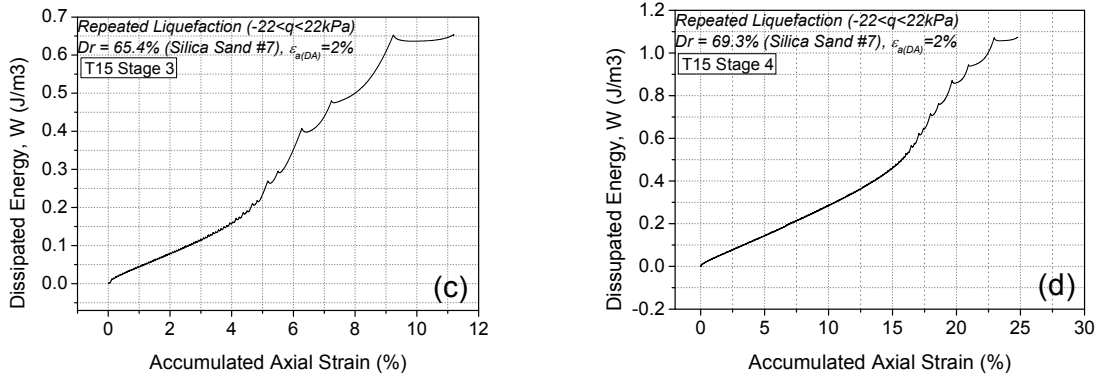 Repeated Liquefaction (-22<q<22kPa)
Dr = 65.4% (Silica Sand #7), εa(DA)=2%
T15 Stage 3
0.7
0.6
0.5
0.4
0.3
0.2
0.1
0.0
Dissipated Energy, W (J/m3)
(c)
0 2 4 6 8 10 12
Accumulated Axial Strain (%)
Repeated Liquefaction (-22<q<22kPa)
Dr = 69.3% (Silica Sand #7), εa(DA)=2%
T15 Stage 4
1.2
1.0
0.8
0.6
0.4
0.2
0.0
-0.2
Dissupated Energy, W (J/m3)
(d)
0 5 10 15 20 25 30
Accumulated Axial Strain (%)